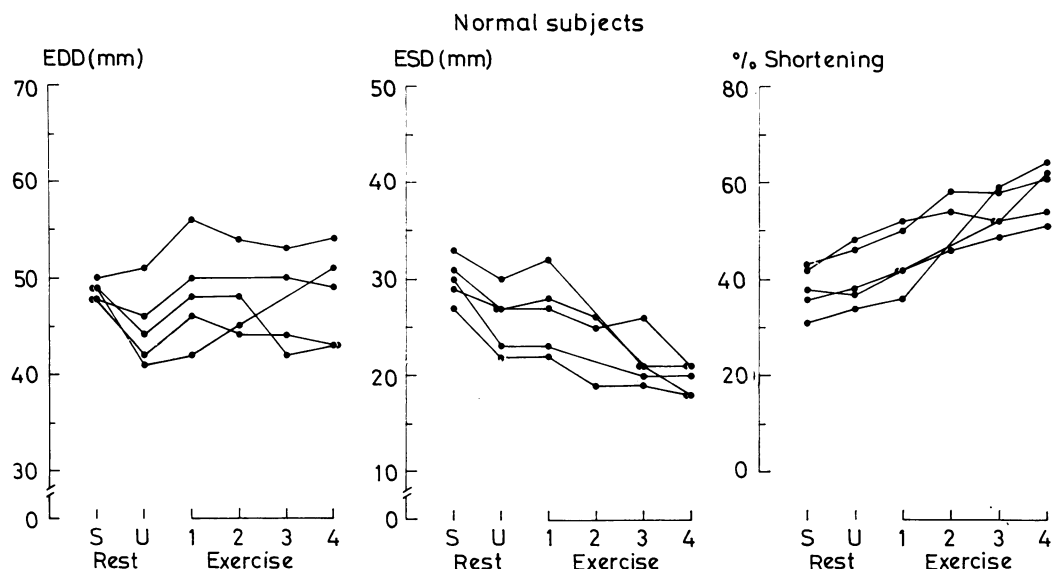 Normal subjects
EDD (mm)
ESD (mm)
% Shortening
70
60
50
40
30
0
50
40
30
20
10
0
80
60
40
20
0
S U 1 2 3 4
Rest Exercise
S U 1 2 3 4
Rest Exercise
S U 1 2 3 4
Rest Exercise